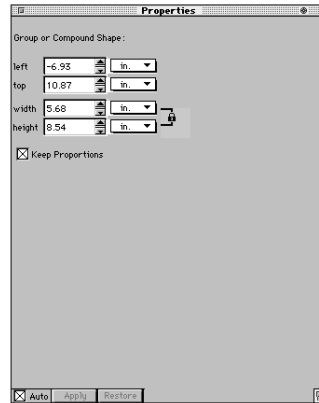 Properties
Group or Compound Shape:
left -6.93 in.
top 10.87 in.
width 5.68 in.
height 8.54 in.
Keep Proportions
Auto Apply Restore